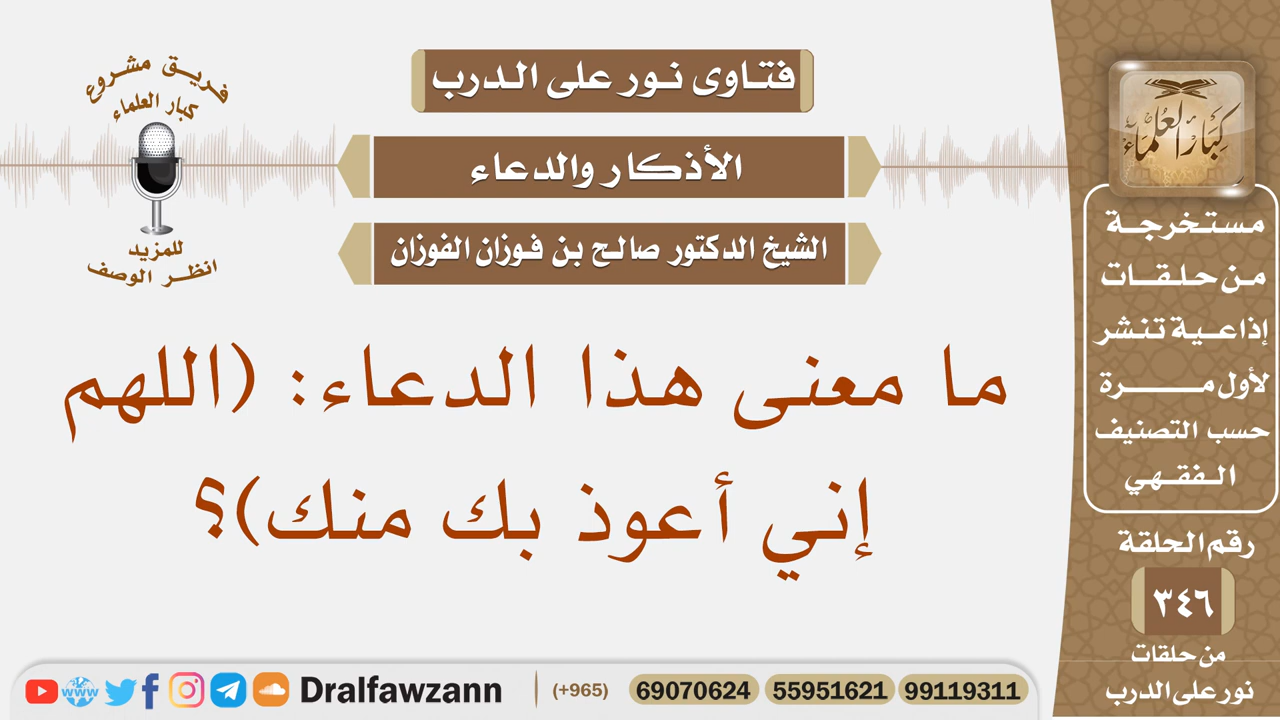 فتاوى نور على الدرب
الأذكار والدعاء
الشيخ الدكتور صالح بن فوزان الفوزان
ما معنى هذا الدعاء: (اللهم
إني أعوذ بك منك)؟
فريق مشروع
كبار العلماء
للمزيد
انظر الوصف
كبار العلماء
مستخرجة
من حلقات
إذاعية تنشر
لأول مرة
حسب التصنيف
الفقهي
رقم الحلقة
٣٤٦
من حلقات
نور على الدرب
www Dralfawzann (+965) 69070624 55951621 99119311